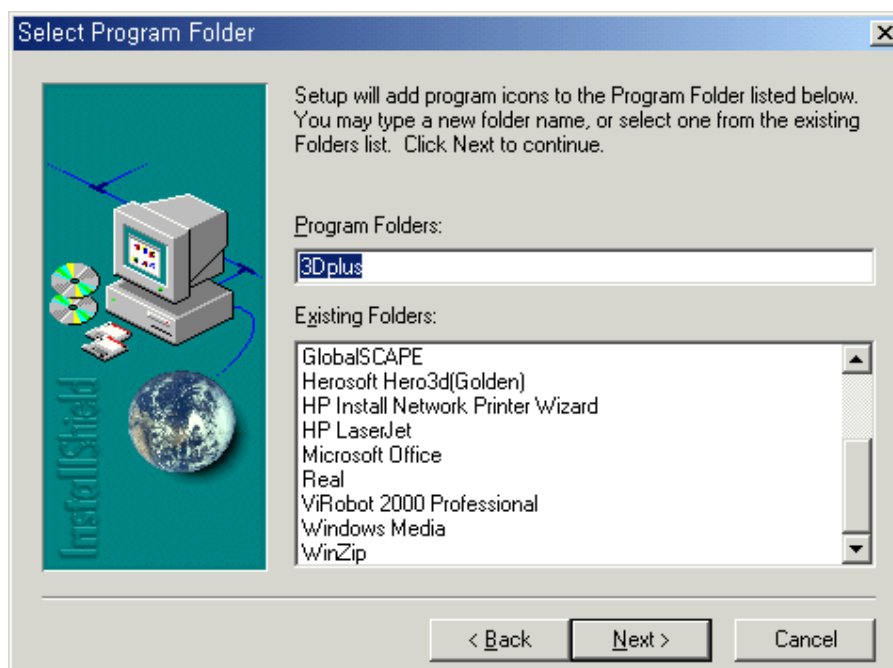 Select Program Folder
Setup will add program icons to the Program Folder listed below.
You may type a new folder name, or select one from the existing
Folders list.  Click Next to continue.
Program Folders:
3Dplus
Existing Folders:
GlobalSCAPE
Herosoft Hero3d(Golden)
HP Install Network Printer Wizard
HP LaserJet
Microsoft Office
Real
ViRobot 2000 Professional
Windows Media
WinZip
InstallShield
< Back
Next >
Cancel